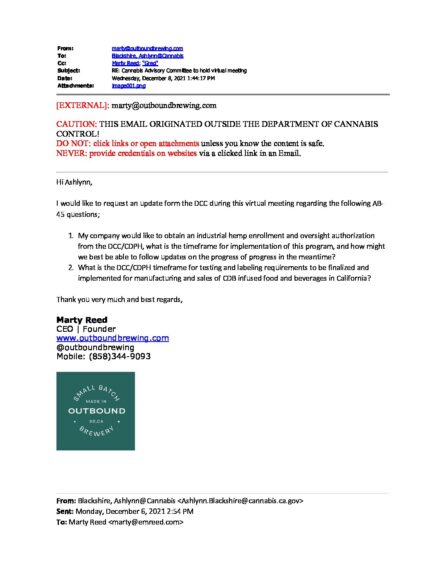 From: marty@outboundbrewing.com
To: Blackshire, Ashlynn@Cannabis
Cc: Marty Reed; "Greg"
Subject: RE: Cannabis Advisory Committee to hold virtual meeting
Date: Wednesday, December 8, 2021 1:44:17 PM
Attachments: image001.png
[EXTERNAL]: marty@outboundbrewing.com
CAUTION: THIS EMAIL ORIGINATED OUTSIDE THE DEPARTMENT OF CANNABIS
CONTROL!
DO NOT: click links or open attachments unless you know the content is safe.
NEVER: provide credentials on websites via a clicked link in an Email.
Hi Ashlynn,
I would like to request an update form the DCC during this virtual meeting regarding the following AB-
45 questions;
1. My company would like to obtain an industrial hemp enrollment and oversight authorization
from the DCC/CDPH, what is the timeframe for implementation of this program, and how might
we best be able to follow updates on the progress of progress in the meantime?
2. What is the DCC/CDPH timeframe for testing and labeling requirements to be finalized and
implemented for manufacturing and sales of CDB infused food and beverages in California?
Thank you very much and best regards,
Marty Reed
CEO | Founder
www.outboundbrewing.com
@outboundbrewing
Mobile: (858)344-9093
SMALL BATCH
MADE IN
OUTBOUND
BREWERY
From: Blackshire, Ashlynn@Cannabis <Ashlynn.Blackshire@cannabis.ca.gov>
Sent: Monday, December 6, 2021 2:54 PM
To: Marty Reed <marty@emreed.com>